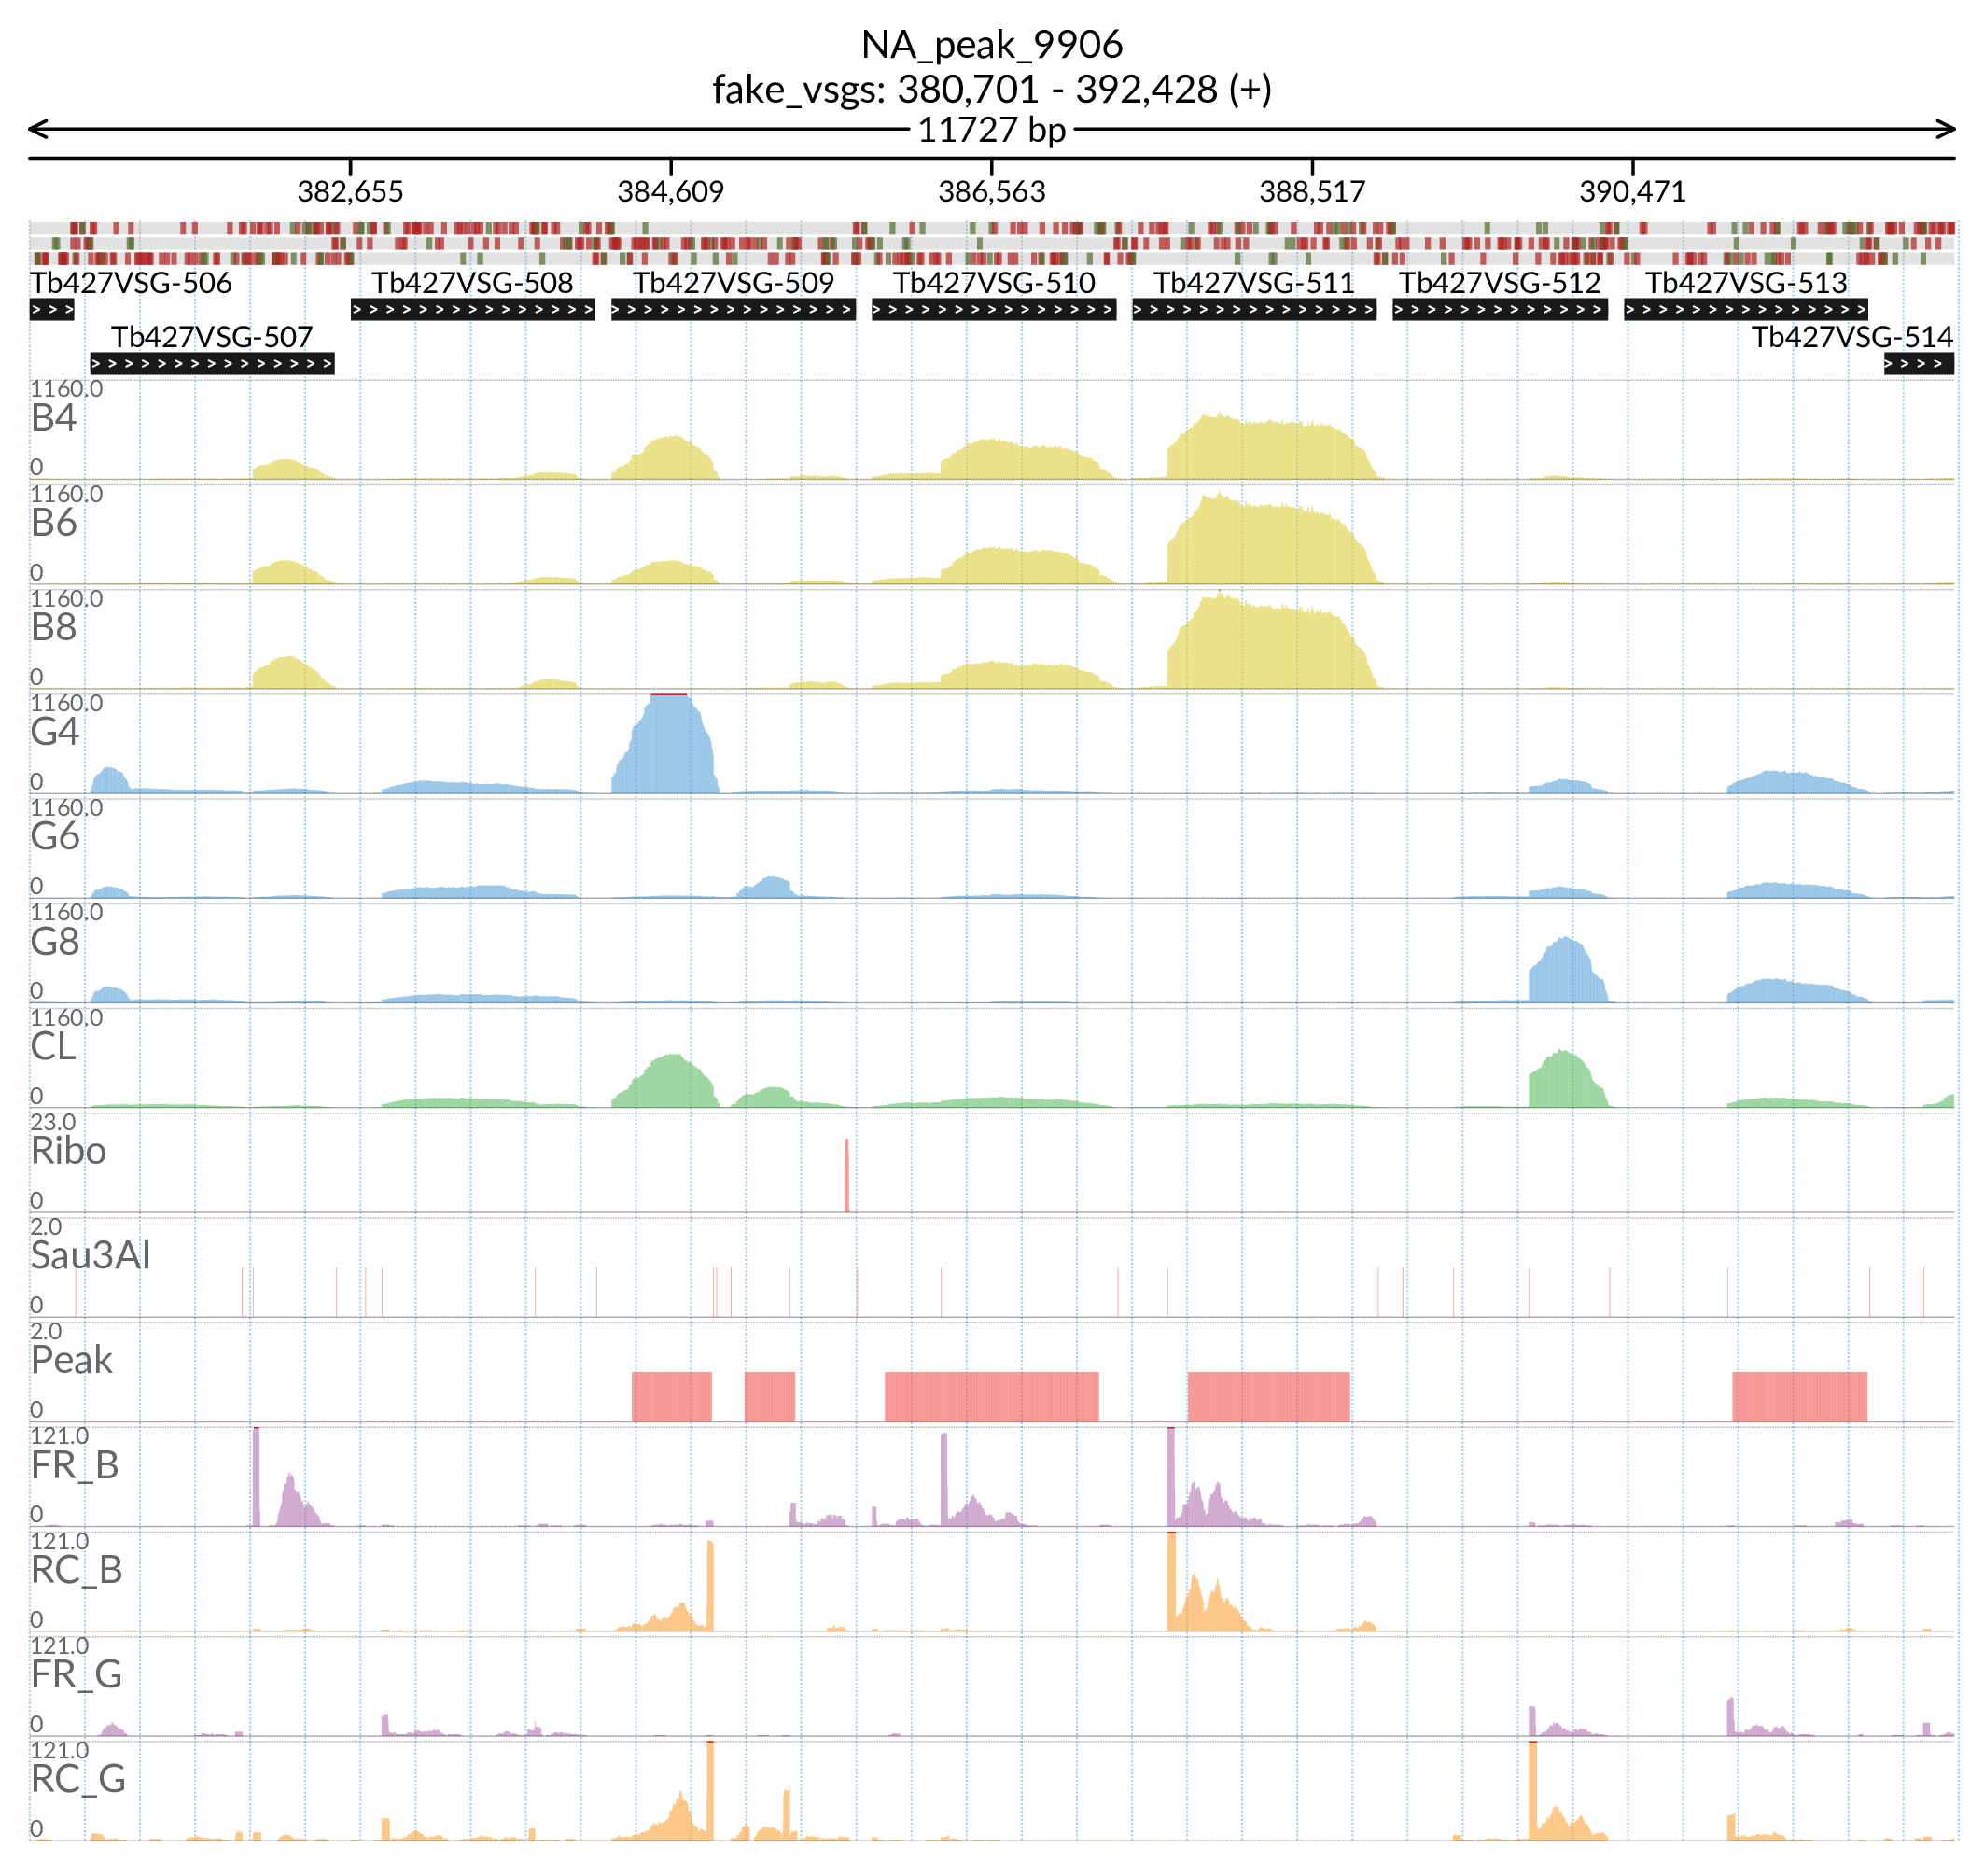 NA_peak_9906
fake_vsgs: 380,701 - 392,428 (+)
11727 bp
382,655 384,609 386,563 388,517 390,471
Tb427VSG-506 Tb427VSG-508 Tb427VSG-509 Tb427VSG-510 Tb427VSG-511 Tb427VSG-512 Tb427VSG-513
Tb427VSG-507 Tb427VSG-514
1160.0
B4
0
1160.0
B6
0
1160.0
B8
0
1160.0
G4
0
1160.0
G6
0
1160.0
G8
0
1160.0
CL
0
23.0
Ribo
0
2.0
Sau3AI
0
2.0
Peak
0
121.0
FR_B
0
121.0
RC_B
0
121.0
FR_G
0
121.0
RC_G
0